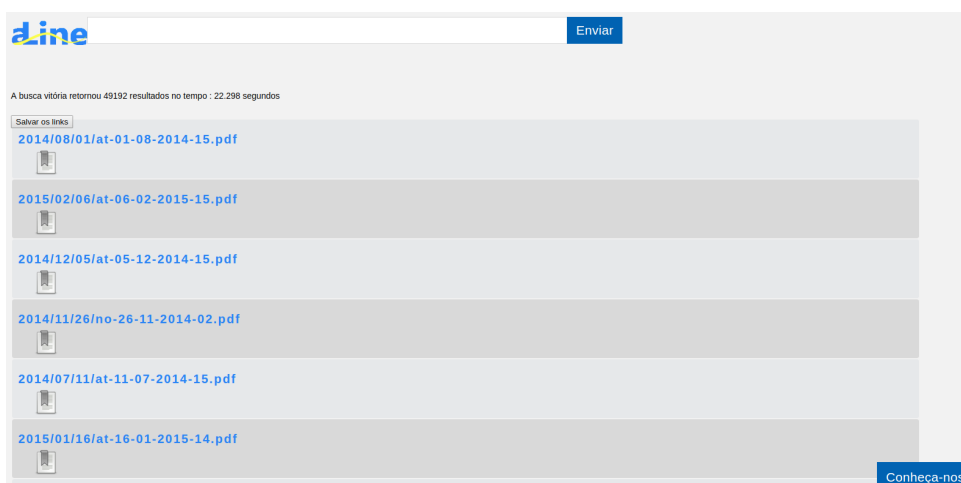 aLine
Enviar
A busca vitória retornou 49192 resultados no tempo : 22.298 segundos
Salvar os links
2014/08/01/at-01-08-2014-15.pdf
2015/02/06/at-06-02-2015-15.pdf
2014/12/05/at-05-12-2014-15.pdf
2014/11/26/no-26-11-2014-02.pdf
2014/07/11/at-11-07-2014-15.pdf
2015/01/16/at-16-01-2015-14.pdf
Conheça-nos